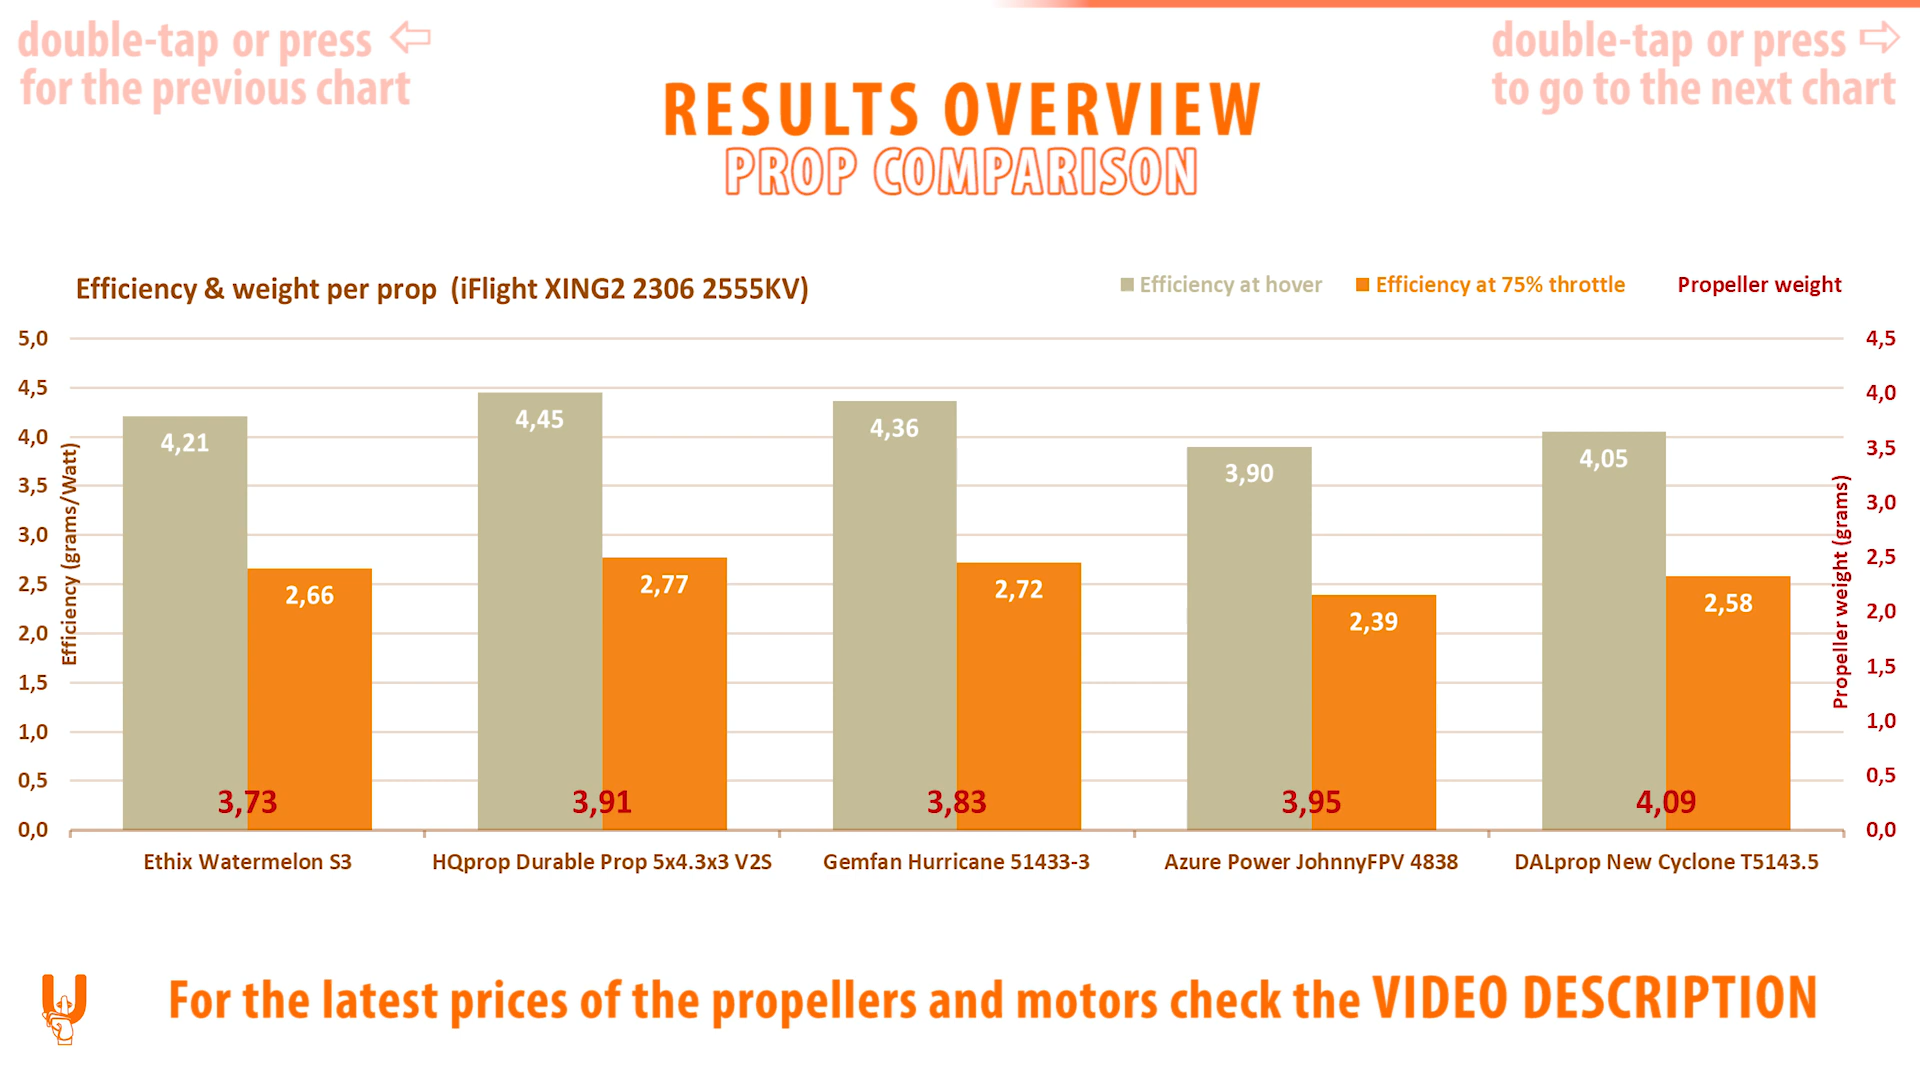 double-tap or press ⇦
for the previous chart
double-tap or press ⇨
to go to the next chart
RESULTS OVERVIEW
PROP COMPARISON
Efficiency & weight per prop (iFlight XING2 2306 2555KV)
Efficiency at hover
Efficiency at 75% throttle
Propeller weight
Efficiency (grams/Watt)
5,0
4,5
4,0
3,5
3,0
2,5
2,0
1,5
1,0
0,5
0,0
4,21
2,66
3,73
4,45
2,77
3,91
4,36
2,72
3,83
3,90
2,39
3,95
4,05
2,58
4,09
Propeller weight (grams)
4,5
4,0
3,5
3,0
2,5
2,0
1,5
1,0
0,5
0,0
Ethix Watermelon S3
HQprop Durable Prop 5x4.3x3 V2S
Gemfan Hurricane 51433-3
Azure Power JohnnyFPV 4838
DALprop New Cyclone T5143.5
For the latest prices of the propellers and motors check the VIDEO DESCRIPTION